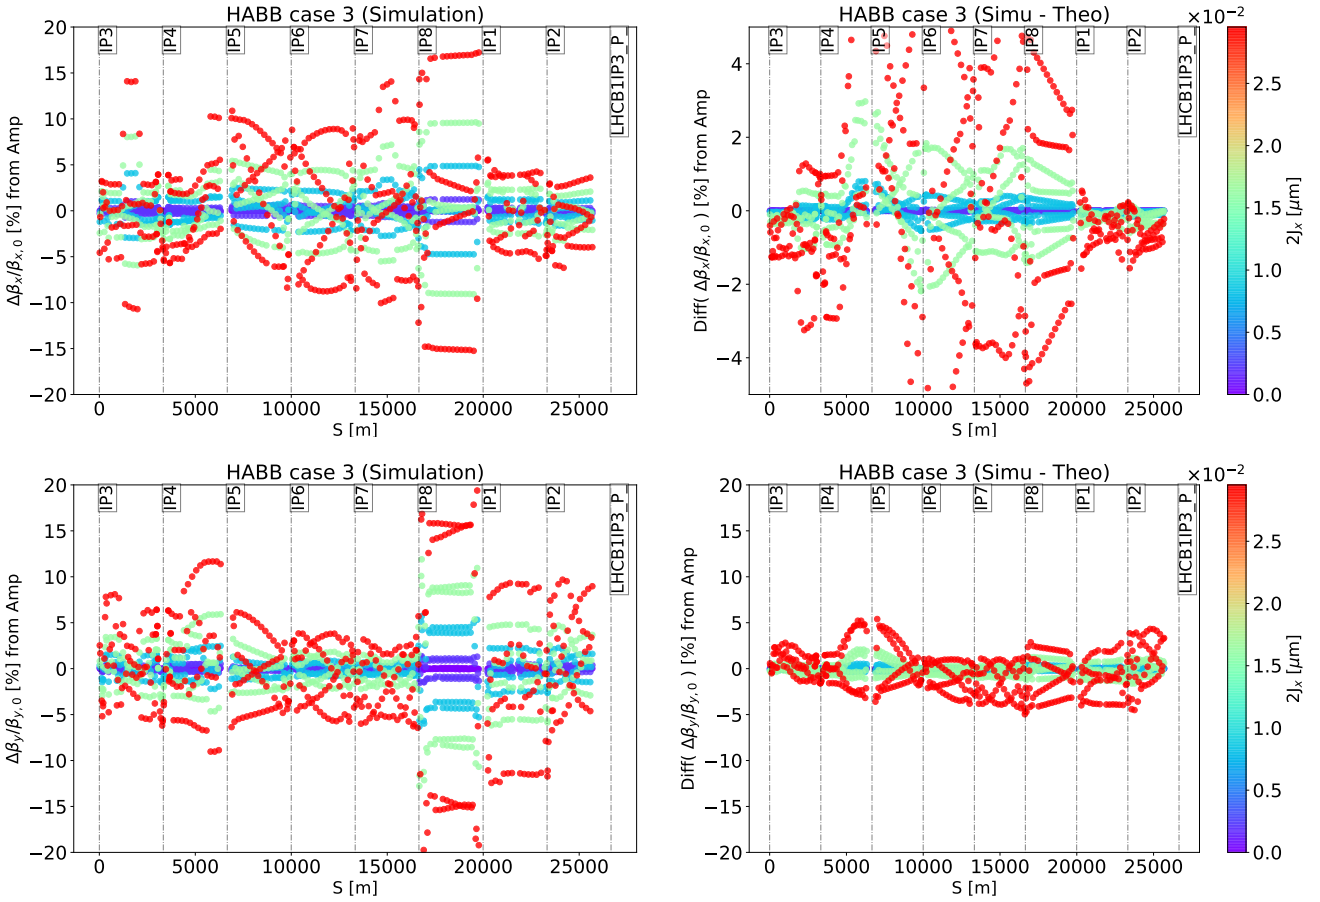 HABB case 3 (Simulation)
Δβx/βx, 0 [%] from Amp
20
15
10
5
0
−5
−10
−15
−20
IP3
IP4
IP5
IP6
IP7
IP8
IP1
IP2
LHCB1IP3_P_
0
5000
10000
15000
20000
25000
S [m]
HABB case 3 (Simu - Theo)
×10−2
Diff( Δβx/βx, 0 ) [%] from Amp
4
2
0
−2
−4
IP3
IP4
IP5
IP6
IP7
IP8
IP1
IP2
LHCB1IP3_P_
0
5000
10000
15000
20000
25000
S [m]
2.5
2.0
1.5
1.0
0.5
0.0
2Jx [μm]
HABB case 3 (Simulation)
Δβy/βy, 0 [%] from Amp
20
15
10
5
0
−5
−10
−15
−20
IP3
IP4
IP5
IP6
IP7
IP8
IP1
IP2
LHCB1IP3_P_
0
5000
10000
15000
20000
25000
S [m]
HABB case 3 (Simu - Theo)
×10−2
Diff( Δβy/βy, 0 ) [%] from Amp
20
15
10
5
0
−5
−10
−15
−20
IP3
IP4
IP5
IP6
IP7
IP8
IP1
IP2
LHCB1IP3_P_
0
5000
10000
15000
20000
25000
S [m]
2.5
2.0
1.5
1.0
0.5
0.0
2Jx [μm]